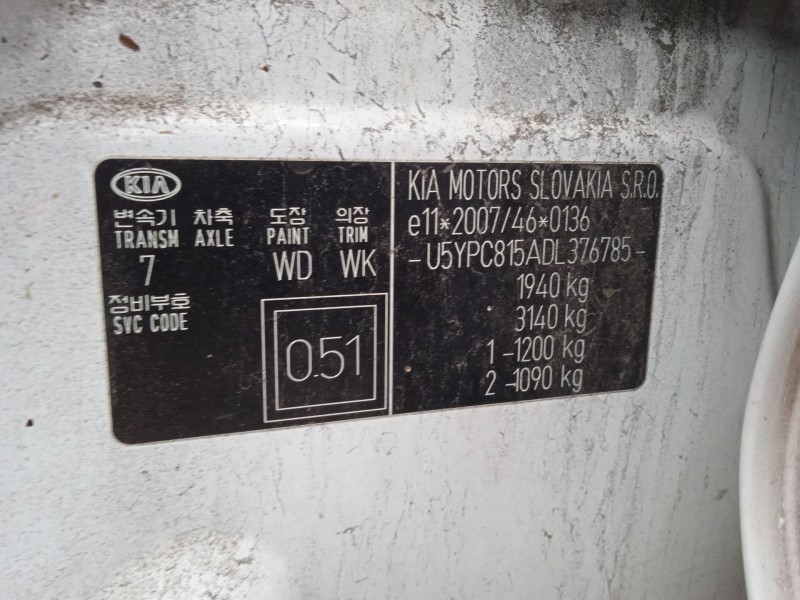 KIA
변속기 차축 도장 의장
TRANSM AXLE PAINT TRIM
7 WD WK
정비부호
SVC CODE
0.51
KIA MOTORS SLOVAKIA S.R.O.
e11*2007/46*0136
-U5YPC815ADL376785-
1940 kg
3140 kg
1-1200 kg
2-1090 kg